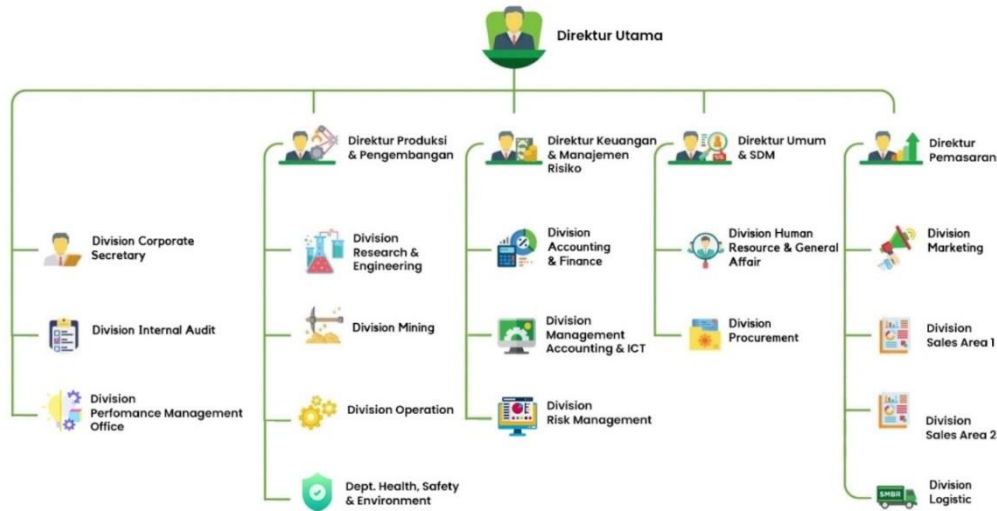 Direktur Utama
Direktur Produksi
& Pengembangan
Direktur Keuangan
& Manajemen
Risiko
Direktur Umum
& SDM
Direktur
Pemasaran
Division Corporate
Secretary
Division
Research &
Engineering
Division
Accounting
& Finance
Division Human
Resource & General
Affair
Division
Marketing
Division Internal Audit
Division Mining
Division
Management
Accounting & ICT
Division
Procurement
Division
Sales Area 1
Division
Perfomance Management
Office
Division Operation
Division
Risk Management
Division
Sales Area 2
Dept. Health, Safety
& Environment
SMBR
Division
Logistic